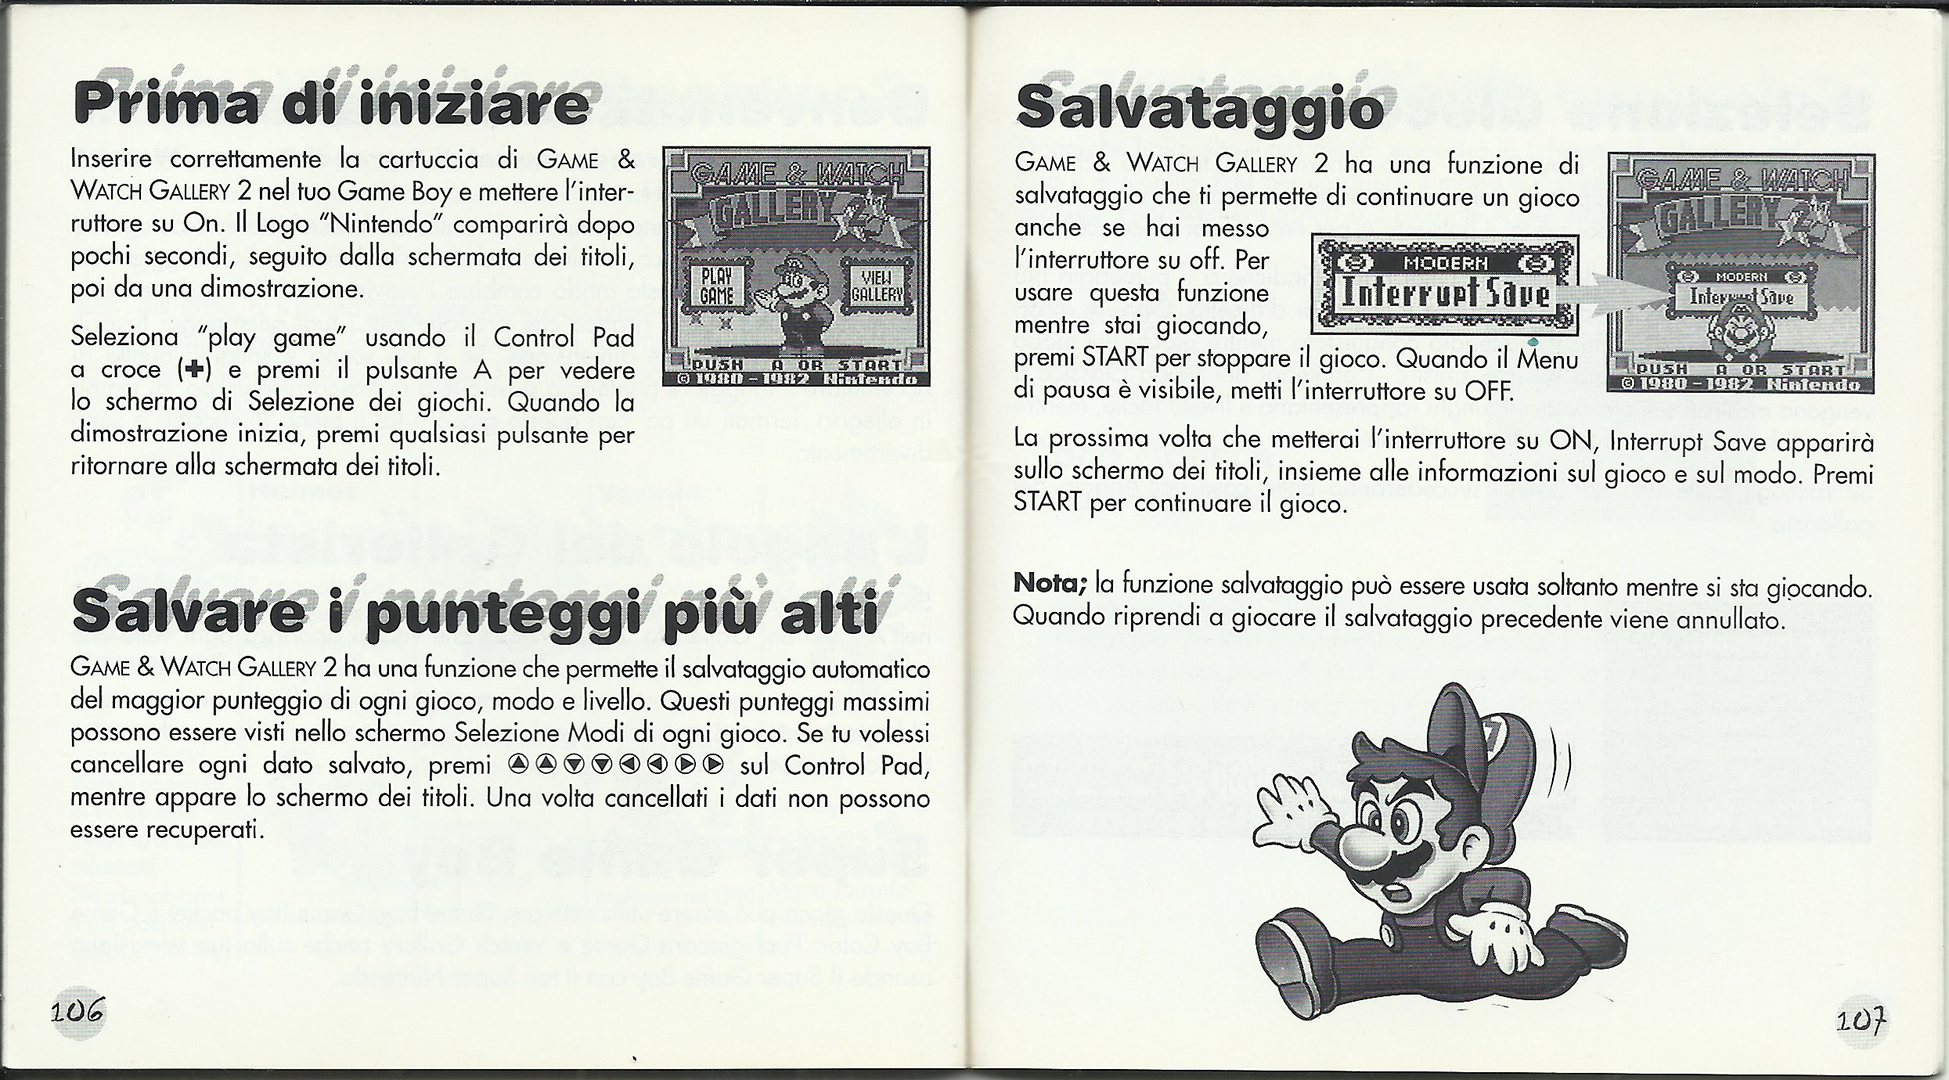 Prima di iniziare
Inserire correttamente la cartuccia di GAME &
WATCH GALLERY 2 nel tuo Game Boy e mettere l'inter-
ruttore su On. Il Logo "Nintendo" comparirà dopo
pochi secondi, seguito dalla schermata dei titoli,
poi da una dimostrazione.
Seleziona "play game" usando il Control Pad
a croce (+) e premi il pulsante A per vedere
lo schermo di Selezione dei giochi. Quando la
dimostrazione inizia, premi qualsiasi pulsante per
ritornare alla schermata dei titoli.
GAME & WATCH
GALLERY 2
PLAY
GAME
VIEW
GALLERY
PUSH A OR START
© 1980-1982 Nintendo
Salvare i punteggi più alti
GAME & WATCH GALLERY 2 ha una funzione che permette il salvataggio automatico
del maggior punteggio di ogni gioco, modo e livello. Questi punteggi massimi
possono essere visti nello schermo Selezione Modi di ogni gioco. Se tu volessi
cancellare ogni dato salvato, premi ▲▲▼▼◀◀▶▶ sul Control Pad,
mentre appare lo schermo dei titoli. Una volta cancellati i dati non possono
essere recuperati.
106
Salvataggio
GAME & WATCH GALLERY 2 ha una funzione di
salvataggio che ti permette di continuare un gioco
anche se hai messo
l'interruttore su off. Per
usare questa funzione
mentre stai giocando,
premi START per stoppare il gioco. Quando il Menu
di pausa è visibile, metti l'interruttore su OFF.
MODERN
Interrupt Save
GAME & WATCH
GALLERY 2
MODERN
Interrupt Save
PUSH A OR START
© 1980-1982 Nintendo
La prossima volta che metterai l'interruttore su ON, Interrupt Save apparirà
sullo schermo dei titoli, insieme alle informazioni sul gioco e sul modo. Premi
START per continuare il gioco.
Nota; la funzione salvataggio può essere usata soltanto mentre si sta giocando.
Quando riprendi a giocare il salvataggio precedente viene annullato.
107